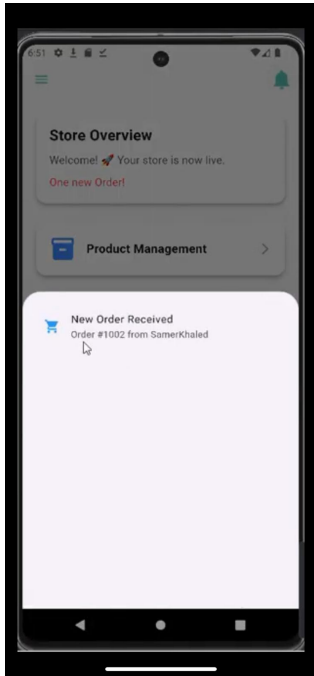 6:51
Store Overview
Welcome! 🚀 Your store is now live.
One new Order!
Product Management
New Order Received
Order #1002 from SamerKhaled